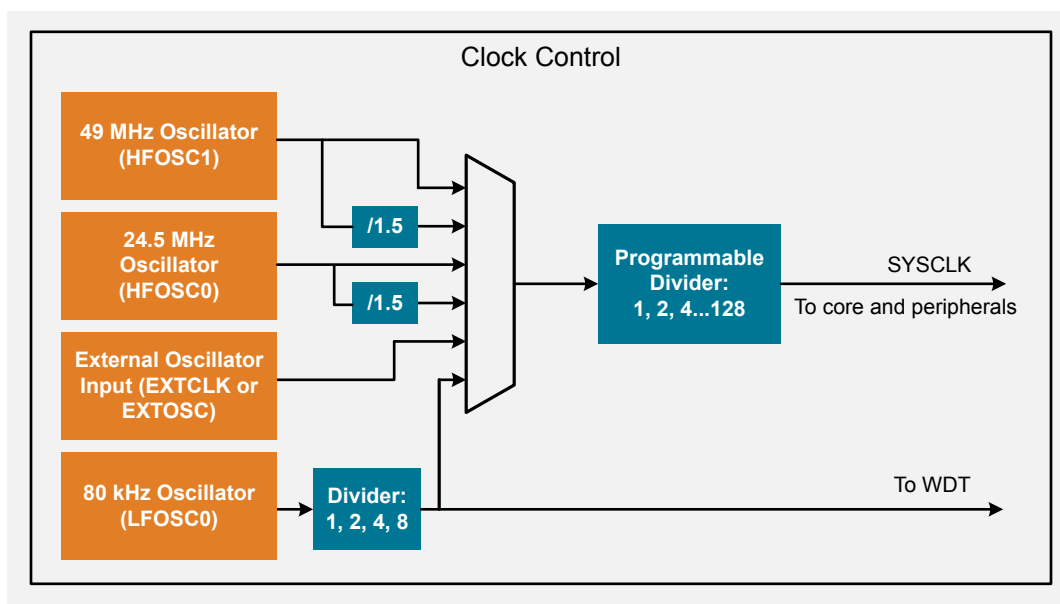 Clock Control
49 MHz Oscillator
(HFOSC1)
/1.5
24.5 MHz
Oscillator
(HFOSC0)
/1.5
External Oscillator
Input (EXTCLK or
EXTOSC)
80 kHz Oscillator
(LFOSC0)
Divider:
1, 2, 4, 8
Programmable
Divider:
1, 2, 4...128
SYSCLK
To core and peripherals
To WDT